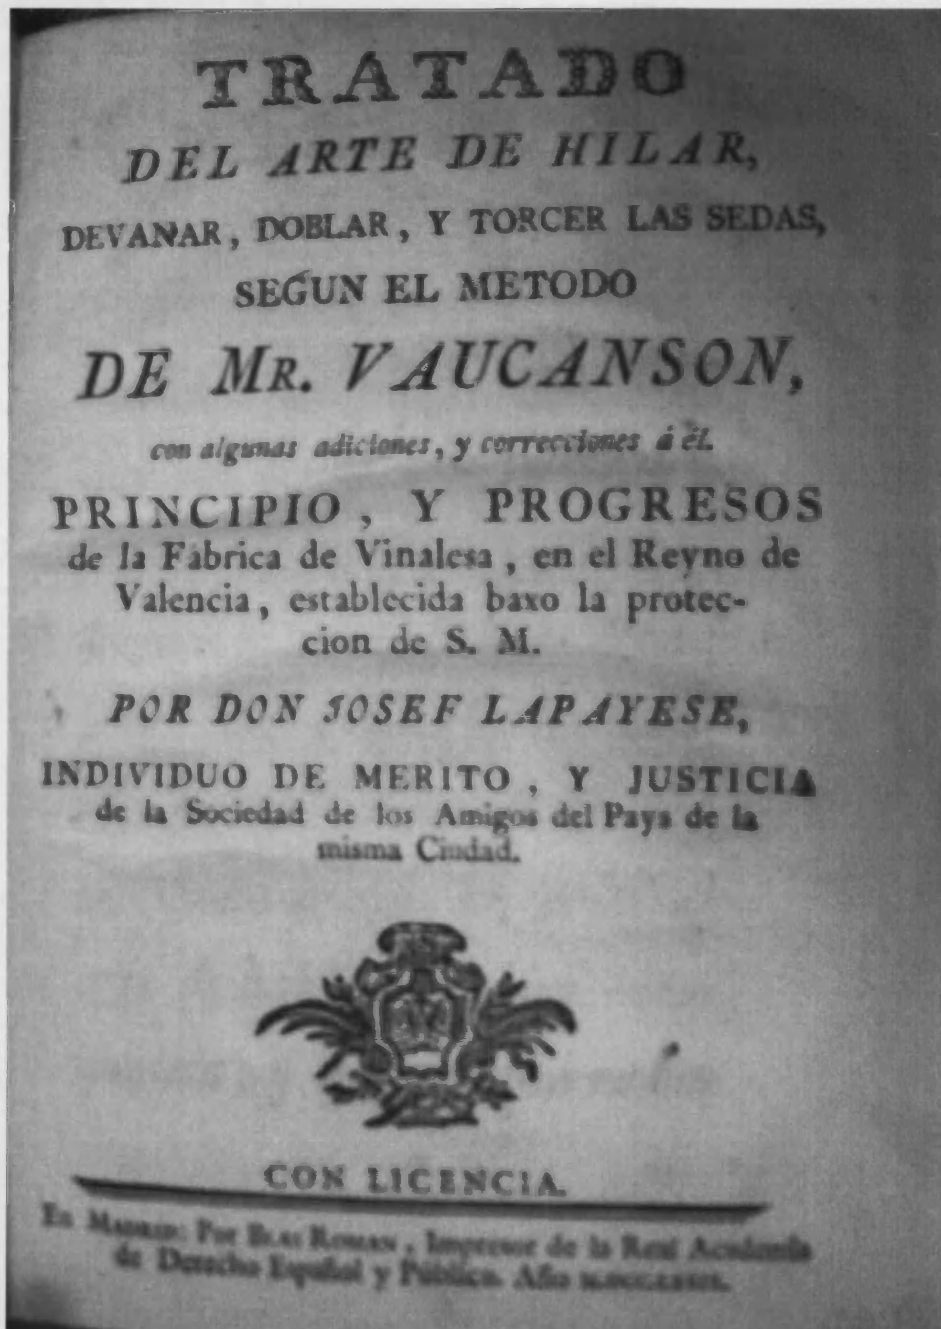 TRATADO
DEL ARTE DE HILAR,
DEVANAR, DOBLAR, Y TORCER LAS SEDAS,
SEGUN EL METODO
DE MR. VAUCANSON,
con algunas adiciones, y correcciones á él.
PRINCIPIO, Y PROGRESOS
de la Fábrica de Vinalesa, en el Reyno de
Valencia, establecida baxo la protec-
cion de S. M.
POR DON JOSEF LAPAYESE,
INDIVIDUO DE MERITO, Y JUSTICIA
de la Sociedad de los Amigos del Pays de la
misma Ciudad.
CON LICENCIA.
En MADRID: Por BLAS ROMAN, Impresor de la Real Academia
de Derecho Español y Público. Año